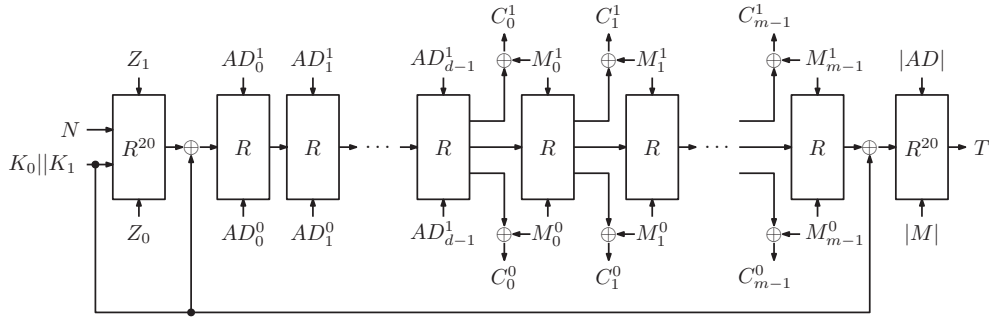 $C_0^1$ $C_1^1$ $C_{m-1}^1$
$Z_1$ $AD_0^1$ $AD_1^1$ $AD_{d-1}^1$ $M_0^1$ $M_1^1$ $M_{m-1}^1$ $|AD|$
$N$
$K_0||K_1$ $R^{20}$ $R$ $R$ ··· $R$ $R$ $R$ ··· $R$ $R^{20}$ $T$
$Z_0$ $AD_0^0$ $AD_1^0$ $AD_{d-1}^1$ $M_0^0$ $M_1^0$ $M_{m-1}^0$ $|M|$
$C_0^0$ $C_1^0$ $C_{m-1}^0$